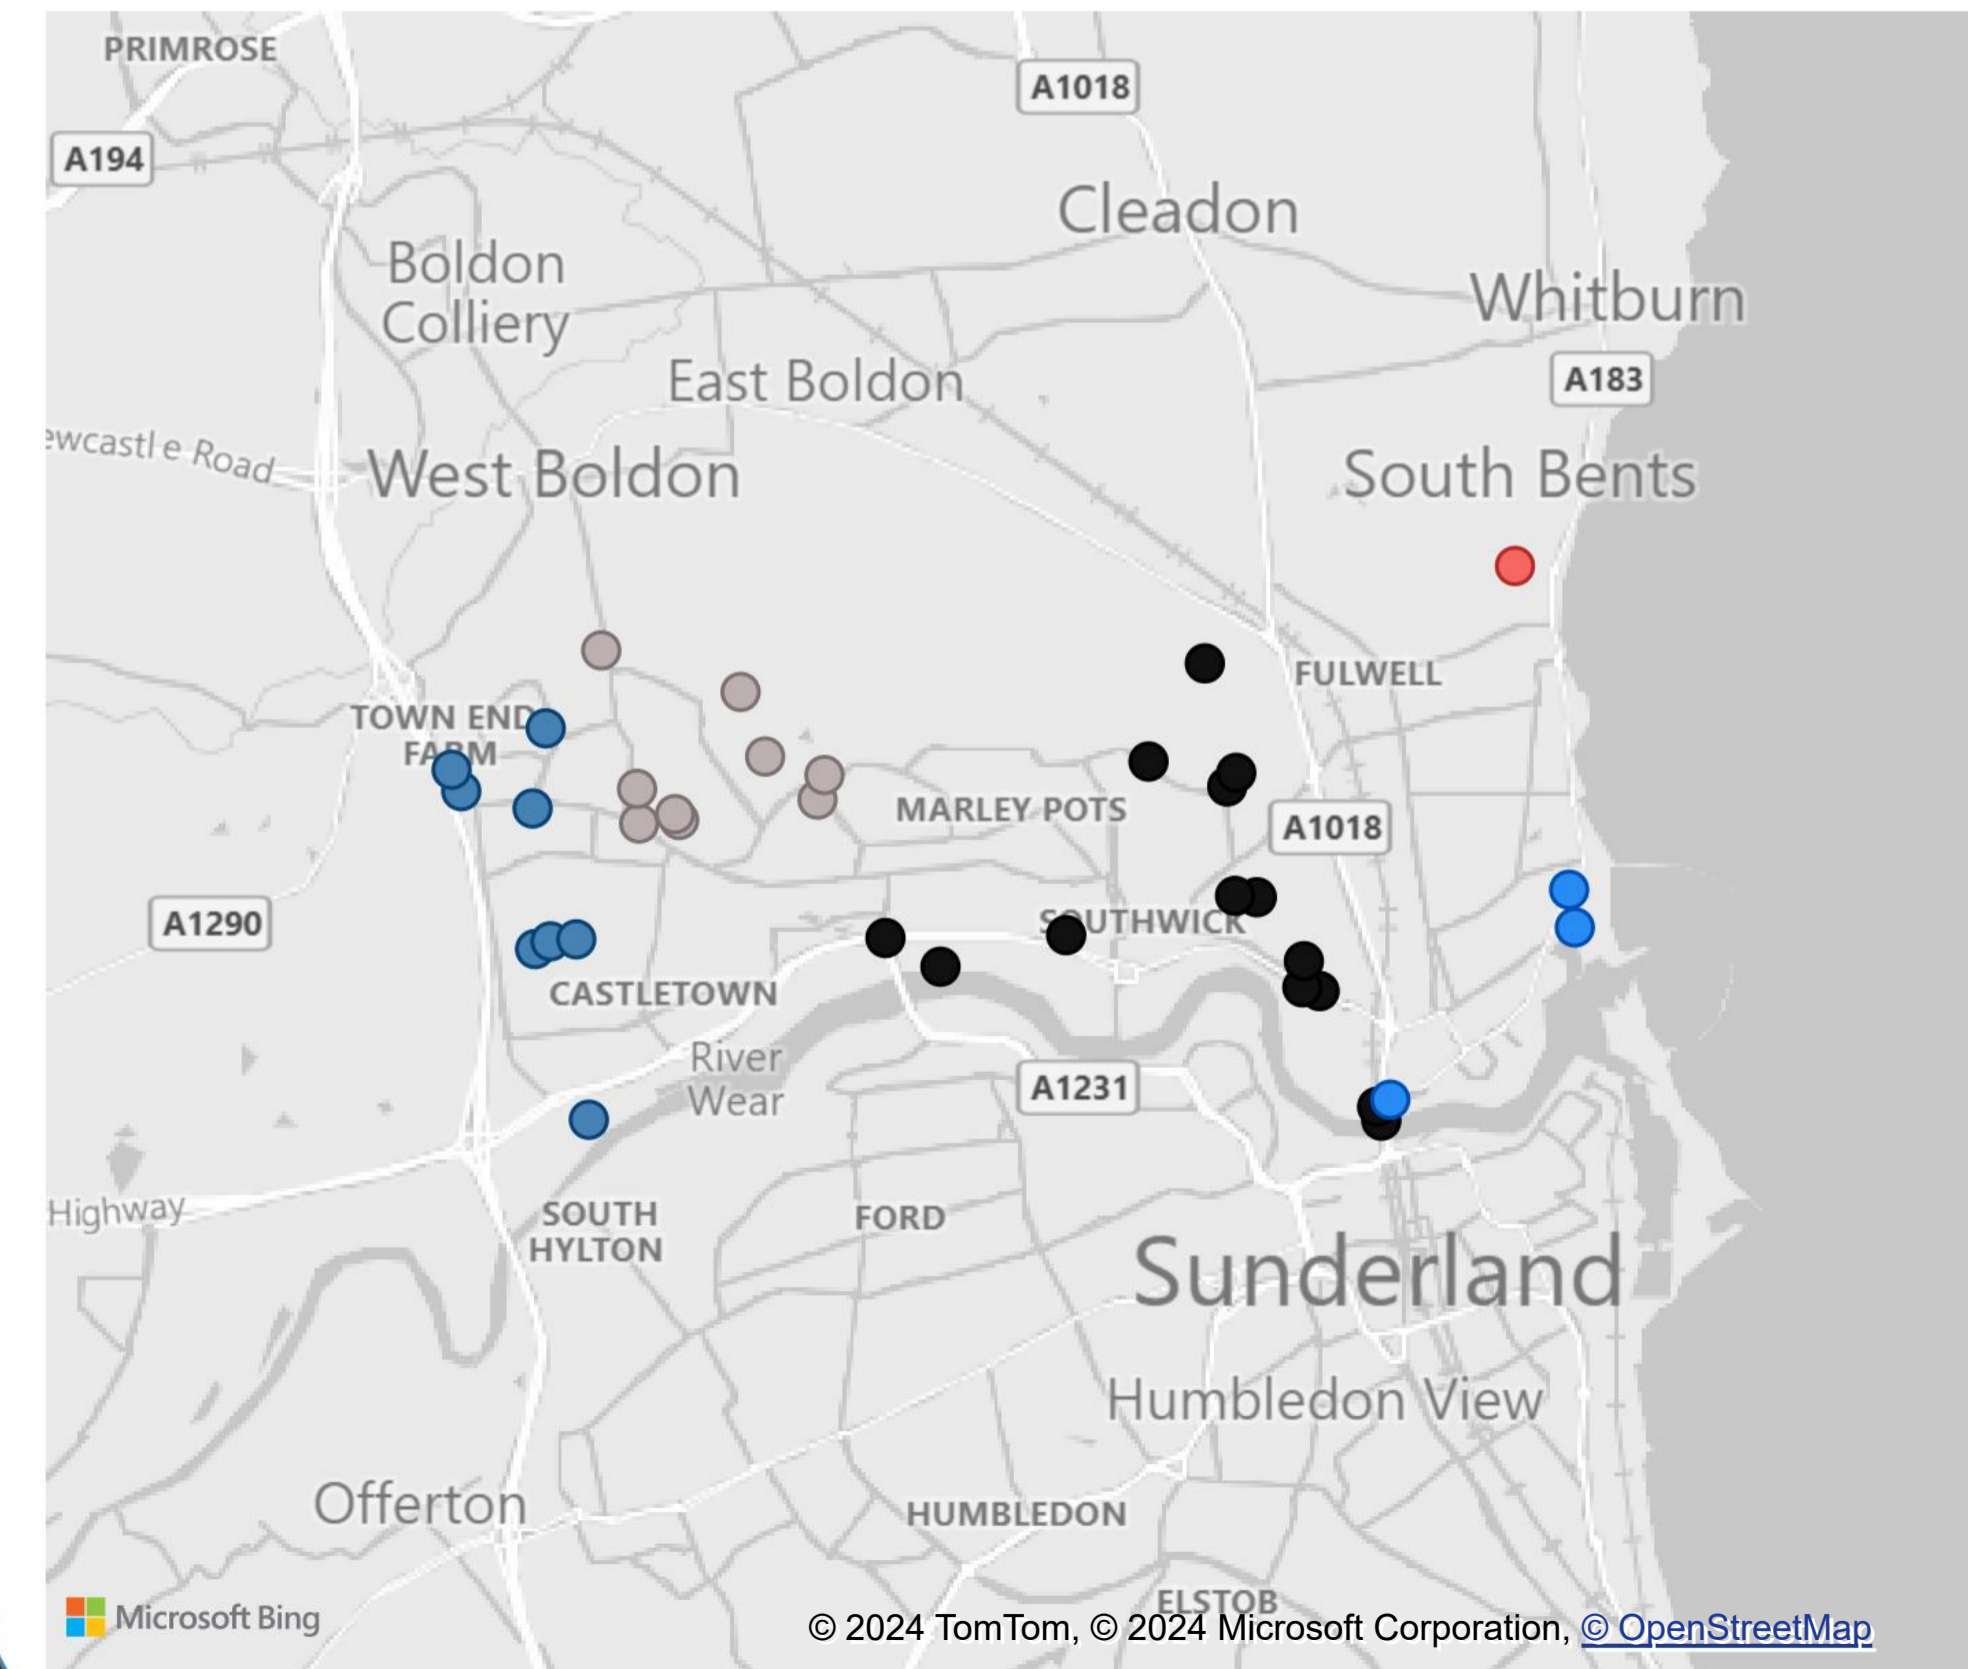 PRIMROSE
A1018
A194
Cleadon
Boldon
Colliery
Whitburn
East Boldon
A183
ewcastle Road
West Boldon
South Bents
FULWELL
TOWN END
FARM
MARLEY POTS
A1018
A1290
SOUTHWICK
CASTLETOWN
River
Wear
A1231
Highway
SOUTH
HYLTON
FORD
Sunderland
Humbledon View
Offerton
HUMBLEDON
ELSTOB
Microsoft Bing
© 2024 TomTom, © 2024 Microsoft Corporation, © OpenStreetMap